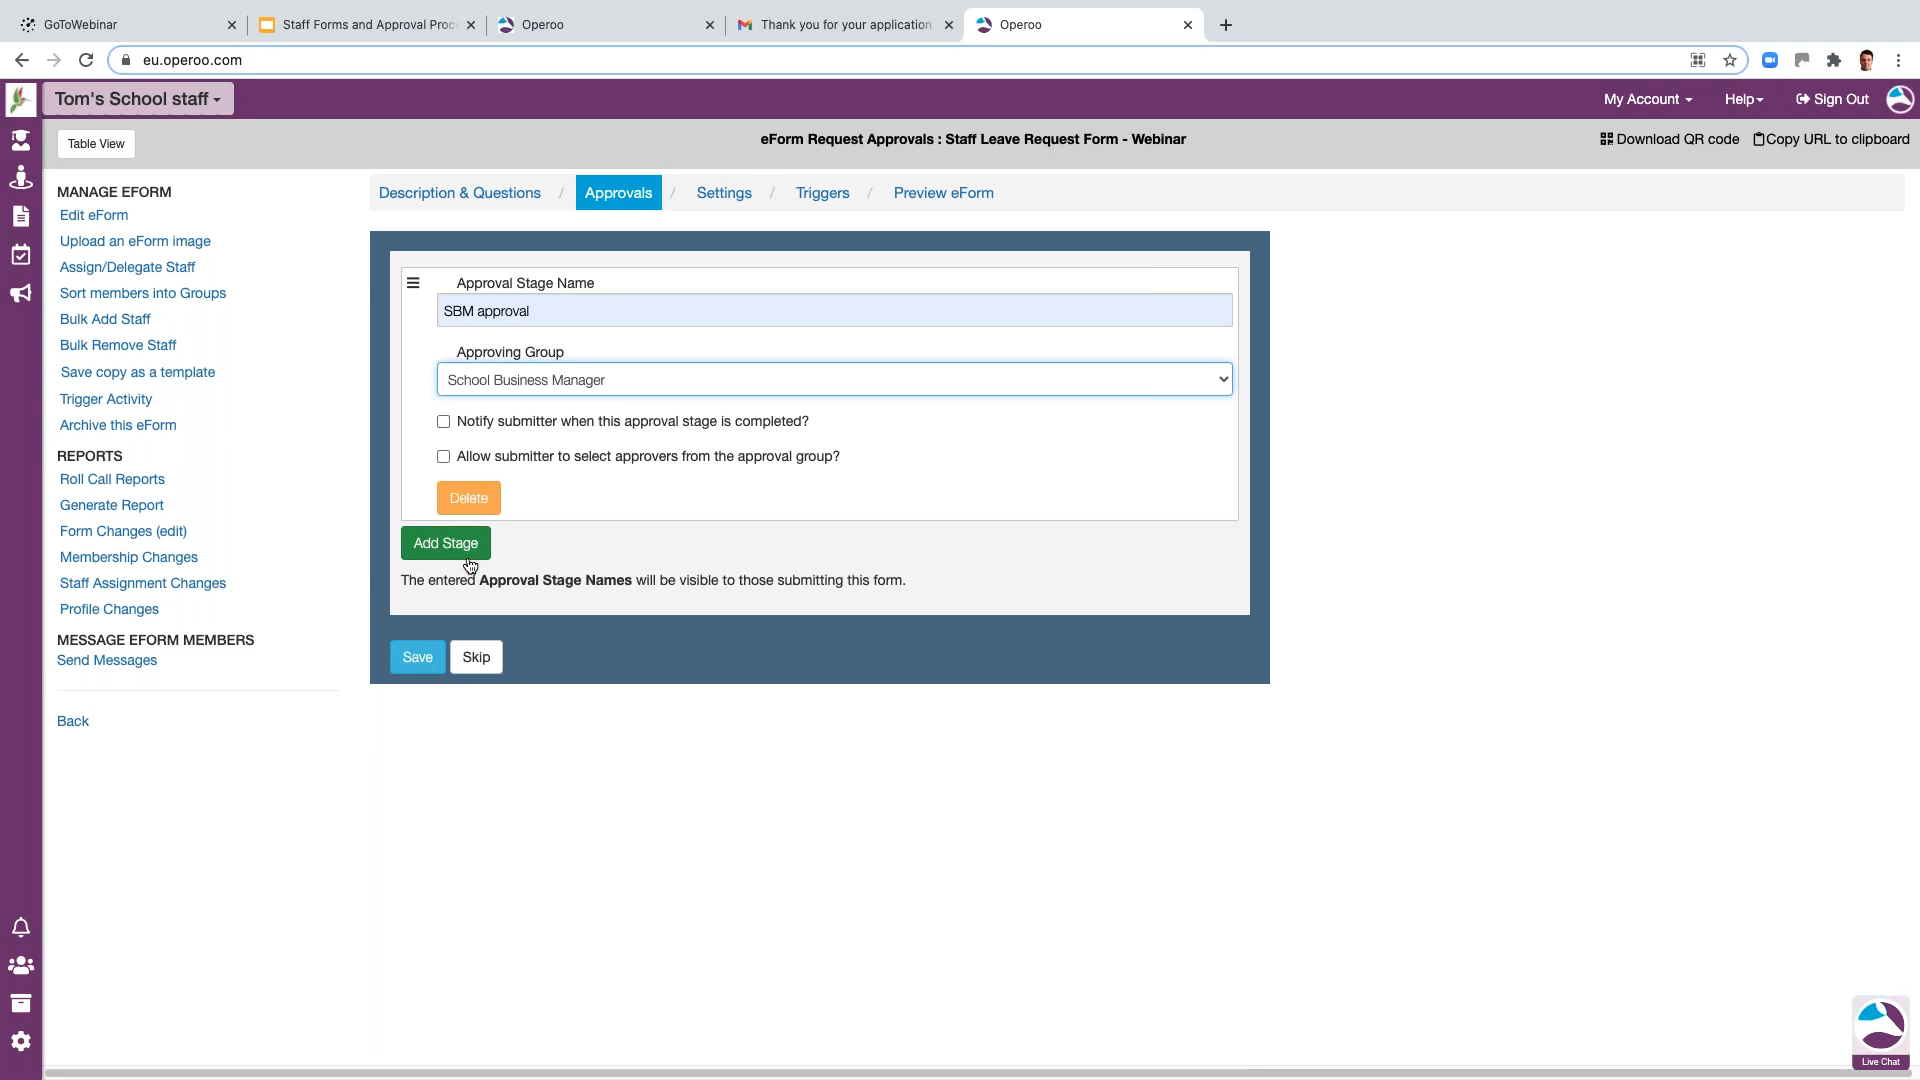 GoToWebinar
Staff Forms and Approval Proc
Operoo
Thank you for your application
Operoo
eu.operoo.com
Tom's School staff
My Account
Help
Sign Out
Table View
eForm Request Approvals : Staff Leave Request Form - Webinar
Download QR code
Copy URL to clipboard
MANAGE EFORM
Edit eForm
Upload an eForm image
Assign/Delegate Staff
Sort members into Groups
Bulk Add Staff
Bulk Remove Staff
Save copy as a template
Trigger Activity
Archive this eForm
REPORTS
Roll Call Reports
Generate Report
Form Changes (edit)
Membership Changes
Staff Assignment Changes
Profile Changes
MESSAGE EFORM MEMBERS
Send Messages
Back
Description & Questions / Approvals / Settings / Triggers / Preview eForm
Approval Stage Name
SBM approval
Approving Group
School Business Manager
Notify submitter when this approval stage is completed?
Allow submitter to select approvers from the approval group?
Delete
Add Stage
The entered Approval Stage Names will be visible to those submitting this form.
Save
Skip
Live Chat